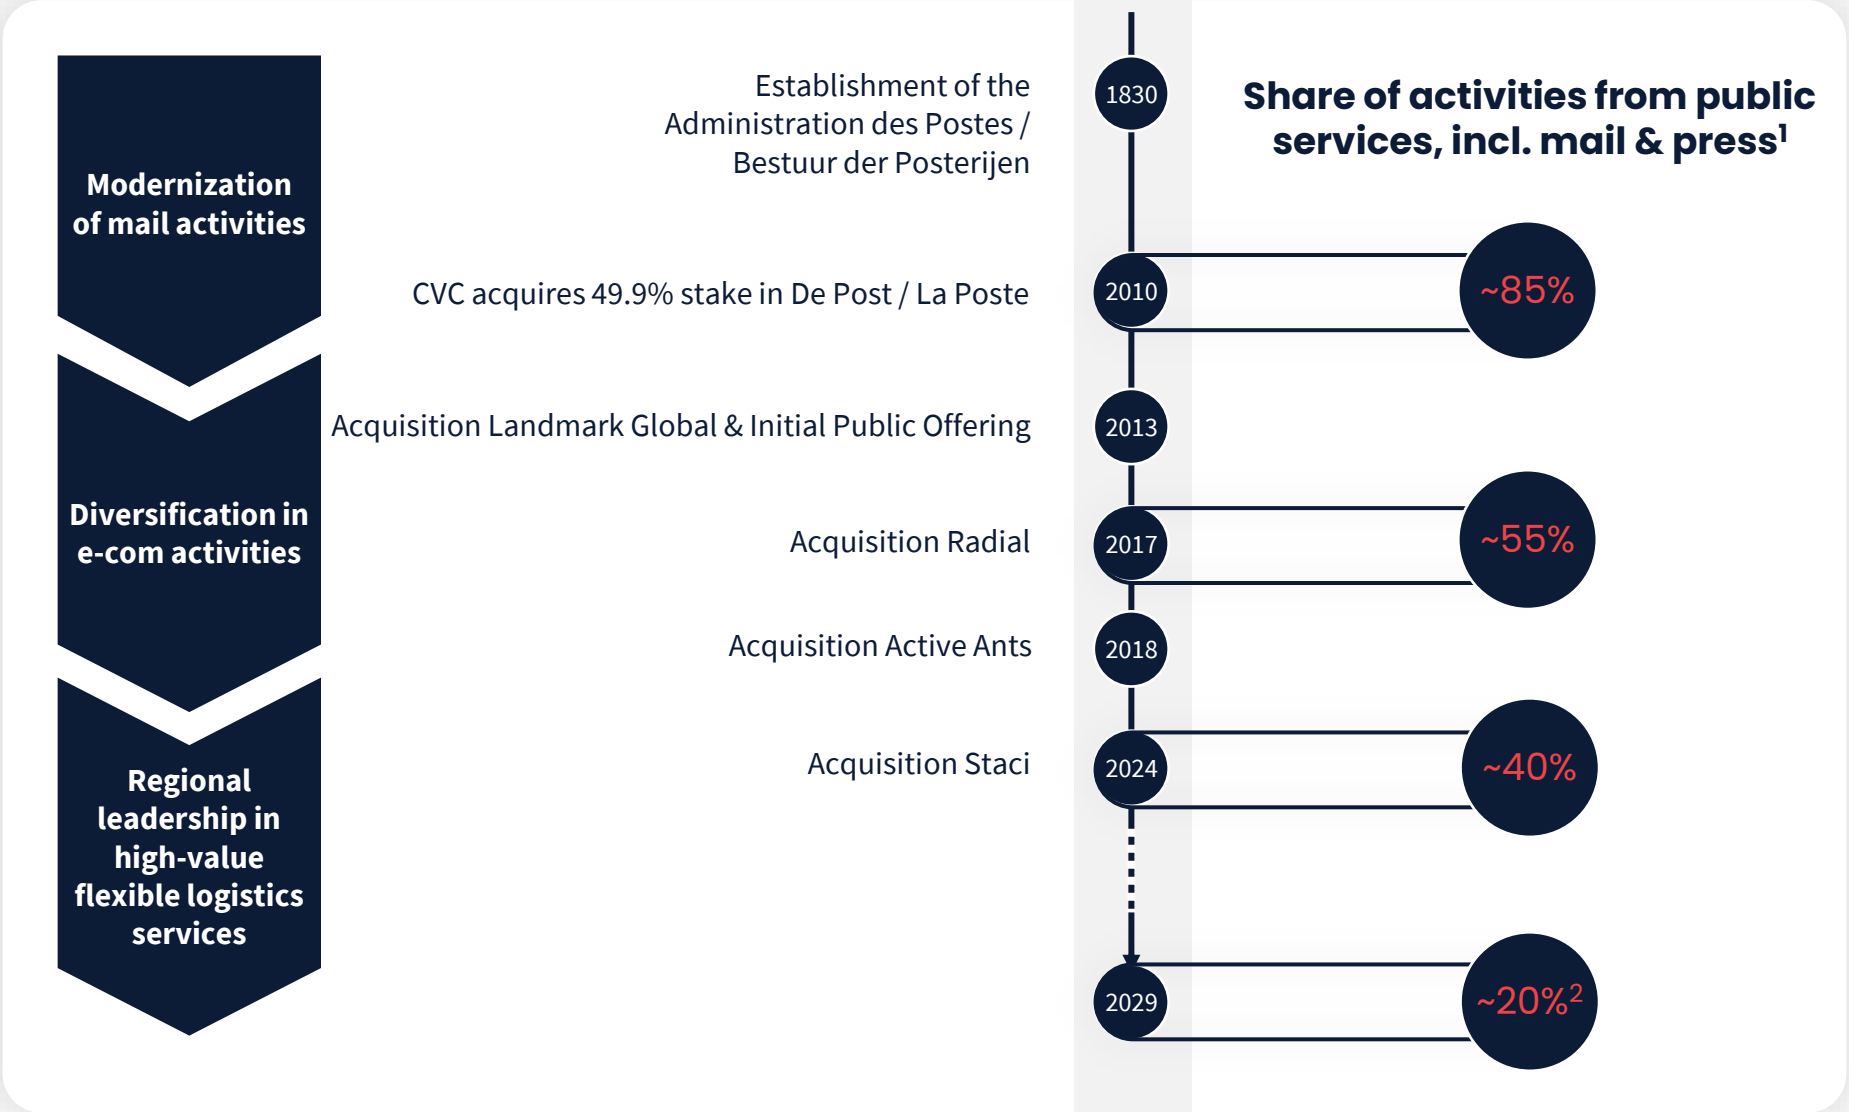 Modernization
of mail activities
Diversification in
e-com activities
Regional
leadership in
high-value
flexible logistics
services
Establishment of the
Administration des Postes /
Bestuur der Posterijen
1830
CVC acquires 49.9% stake in De Post / La Poste
2010
Acquisition Landmark Global & Initial Public Offering
2013
Acquisition Radial
2017
Acquisition Active Ants
2018
Acquisition Staci
2024
2029
Share of activities from public
services, incl. mail & press¹
~85%
~55%
~40%
~20%²